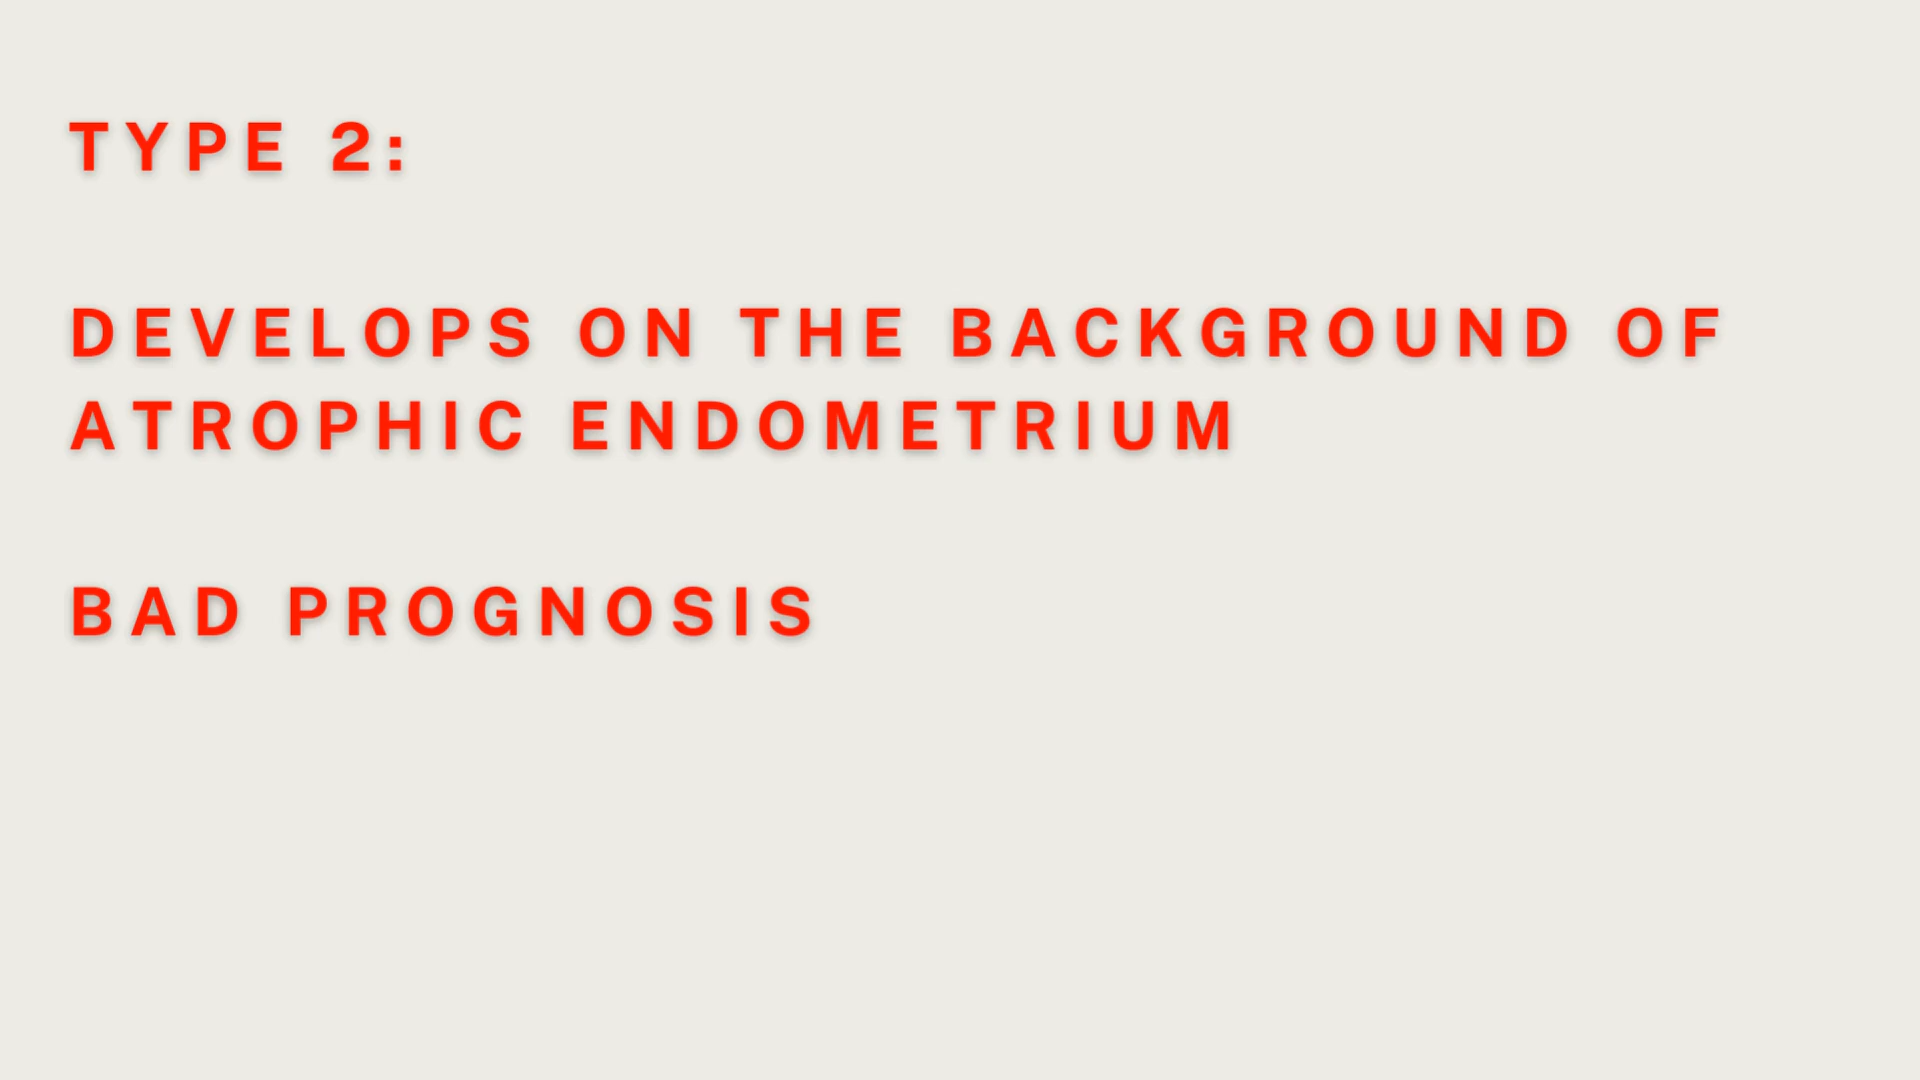 TYPE 2:
DEVELOPS ON THE BACKGROUND OF
ATROPHIC ENDOMETRIUM
BAD PROGNOSIS